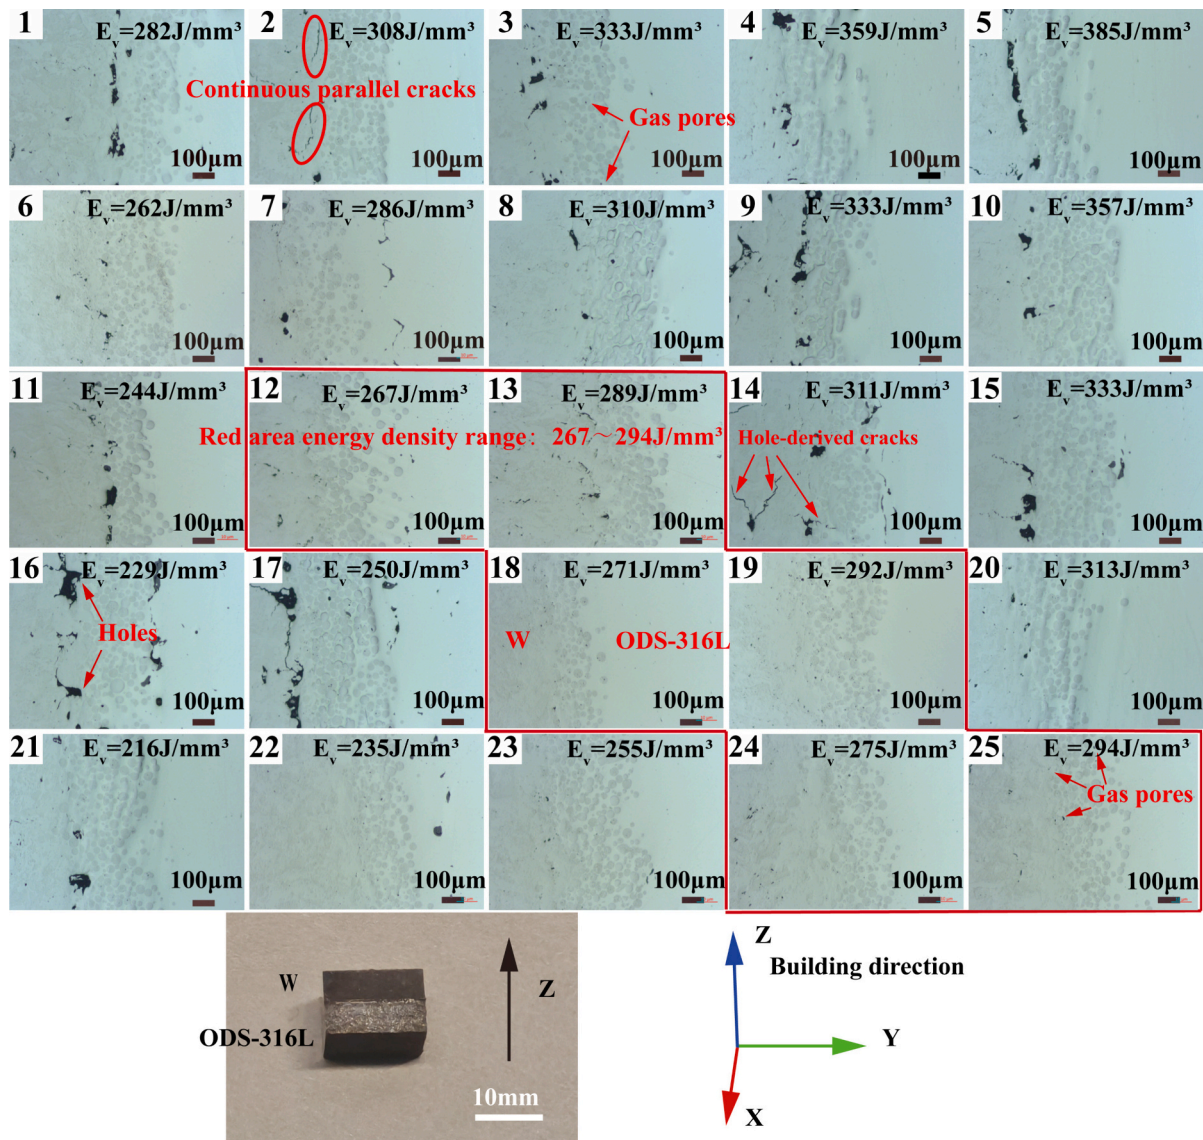 1 Eᵥ=282J/mm³
100μm
2 Eᵥ=308J/mm³
Continuous parallel cracks
100μm
3 Eᵥ=333J/mm³
Gas pores
100μm
4 Eᵥ=359J/mm³
100μm
5 Eᵥ=385J/mm³
100μm
6 Eᵥ=262J/mm³
100μm
7 Eᵥ=286J/mm³
100μm
8 Eᵥ=310J/mm³
100μm
9 Eᵥ=333J/mm³
100μm
10 Eᵥ=357J/mm³
100μm
11 Eᵥ=244J/mm³
100μm
12 Eᵥ=267J/mm³
100μm
13 Eᵥ=289J/mm³
Red area energy density range: 267~294J/mm³
100μm
14 Eᵥ=311J/mm³
Hole-derived cracks
100μm
15 Eᵥ=333J/mm³
100μm
16 Eᵥ=229J/mm³
Holes
100μm
17 Eᵥ=250J/mm³
100μm
18 Eᵥ=271J/mm³
W ODS-316L
100μm
19 Eᵥ=292J/mm³
100μm
20 Eᵥ=313J/mm³
100μm
21 Eᵥ=216J/mm³
100μm
22 Eᵥ=235J/mm³
100μm
23 Eᵥ=255J/mm³
100μm
24 Eᵥ=275J/mm³
100μm
25 Eᵥ=294J/mm³
Gas pores
100μm
W
ODS-316L
Z
10mm
Z
Building direction
Y
X